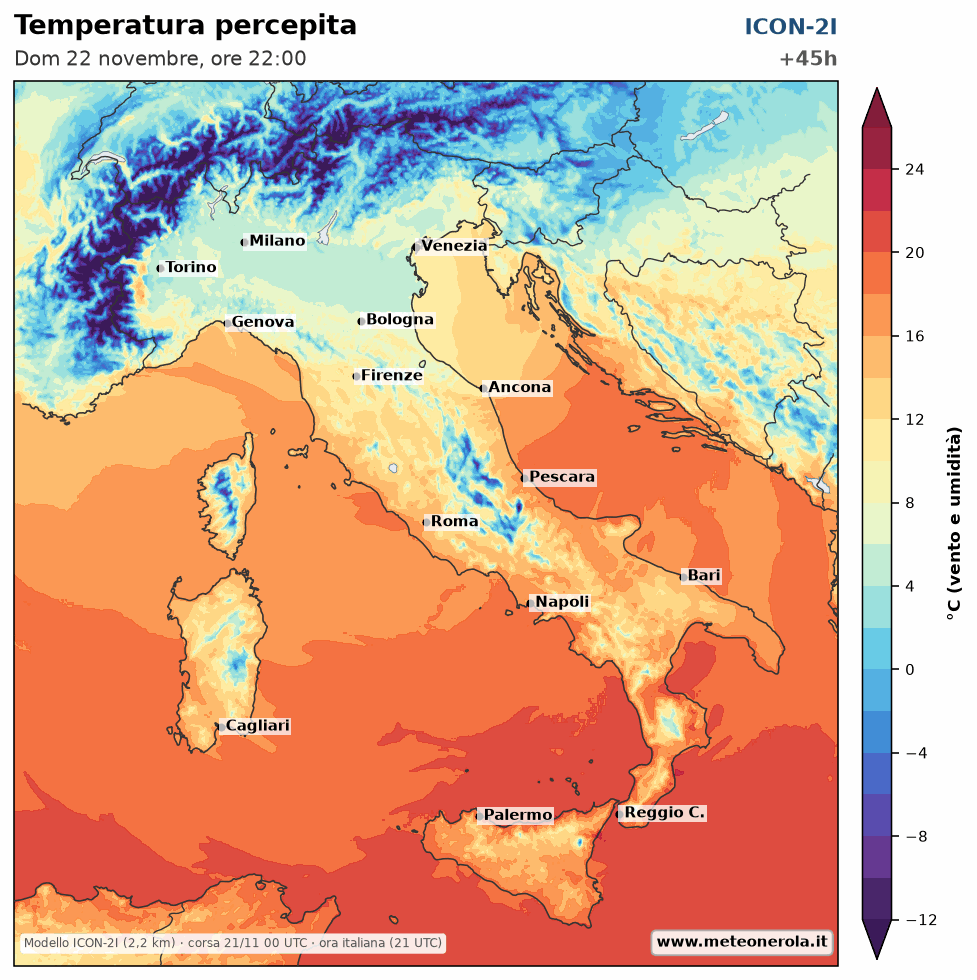 Temperatura percepita
ICON-2I
Dom 22 novembre, ore 22:00
+45h
Milano
Venezia
Torino
Genova
Bologna
Firenze
Ancona
Pescara
Roma
Bari
Napoli
Cagliari
Palermo
Reggio C.
24
20
16
12
8
4
0
−4
−8
−12
°C (vento e umidità)
Modello ICON-2I (2,2 km) · corsa 21/11 00 UTC · ora italiana (21 UTC)
www.meteonerola.it